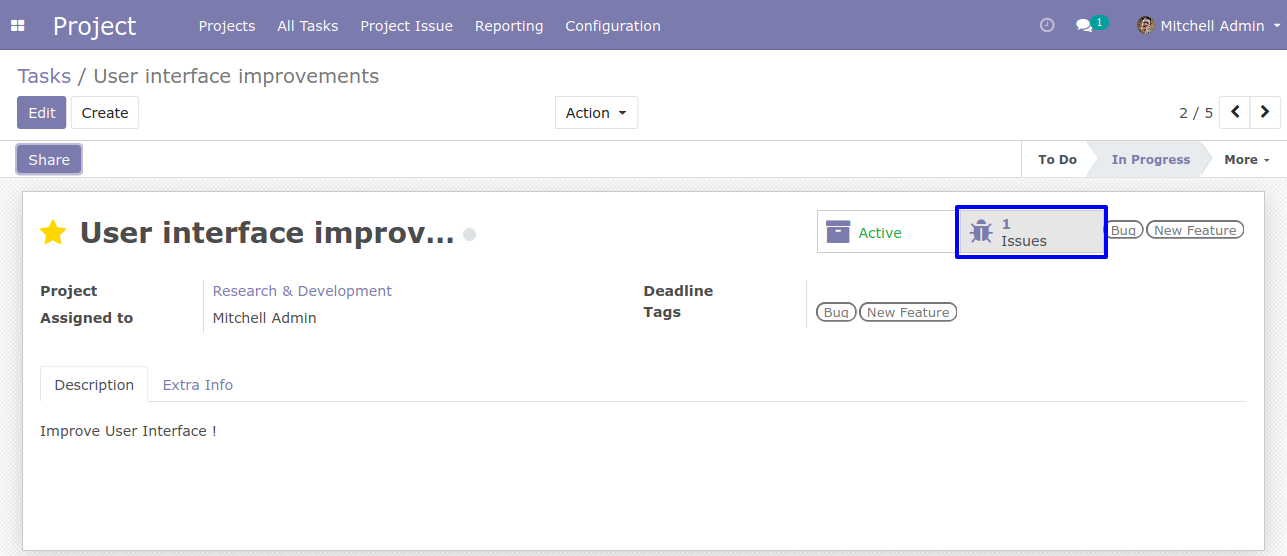 Project Projects All Tasks Project Issue Reporting Configuration 1 Mitchell Admin
Tasks / User interface improvements
Edit Create Action 2 / 5
Share To Do In Progress More
User interface improv... Active 1 Issues Bug New Feature
Project Research & Development Deadline
Assigned to Mitchell Admin Tags Bug New Feature
Description Extra Info
Improve User Interface !